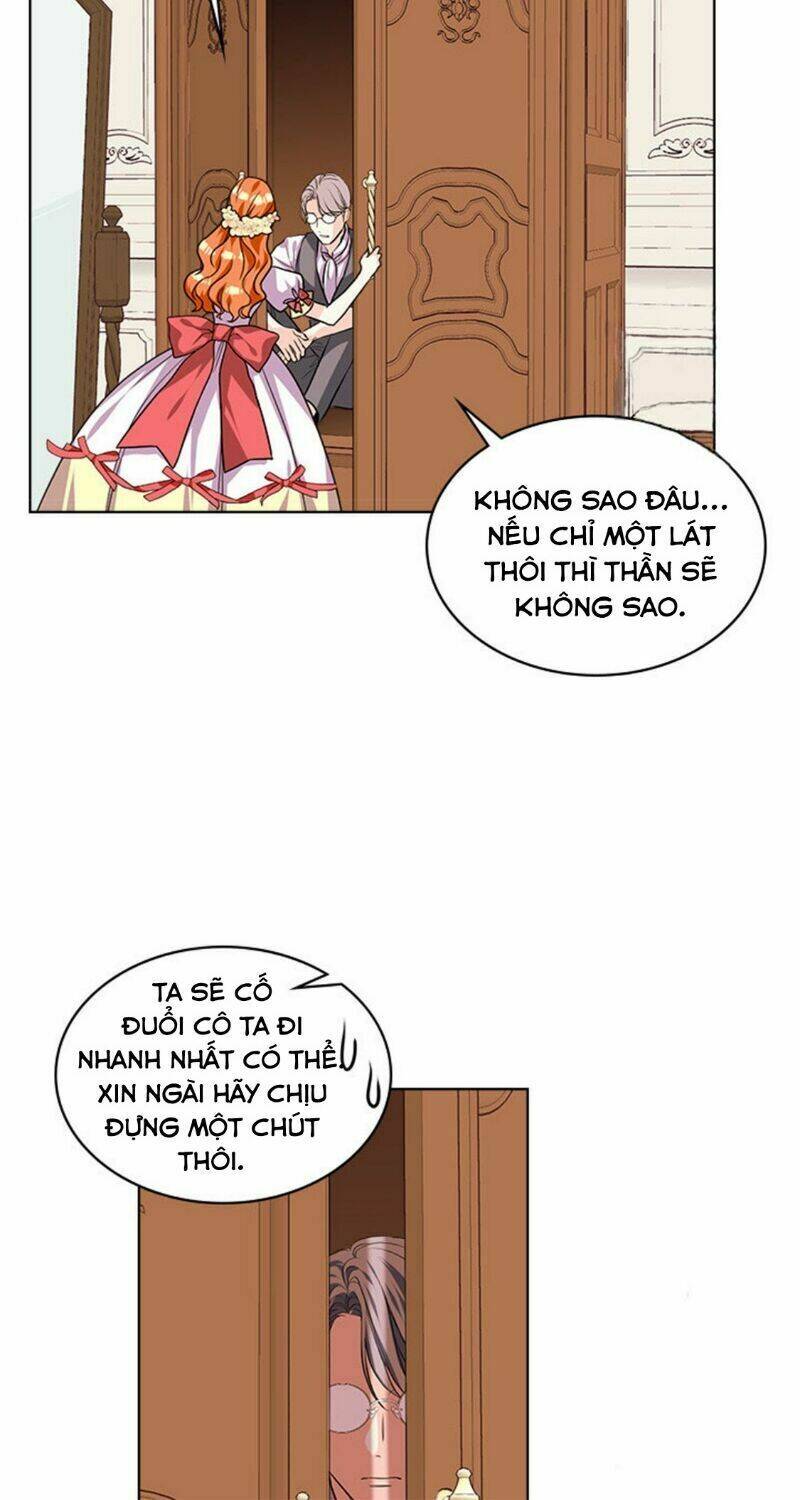 KHÔNG SAO ĐÂU...
NẾU CHỈ MỘT LÁT
THÔI THÌ THẦN SẼ
KHÔNG SAO.
TA SẼ CỐ
ĐUỔI CÔ TA ĐI
NHANH NHẤT CÓ THỂ.
XIN NGÀI HÃY CHỊU
ĐỰNG MỘT CHÚT
THÔI.